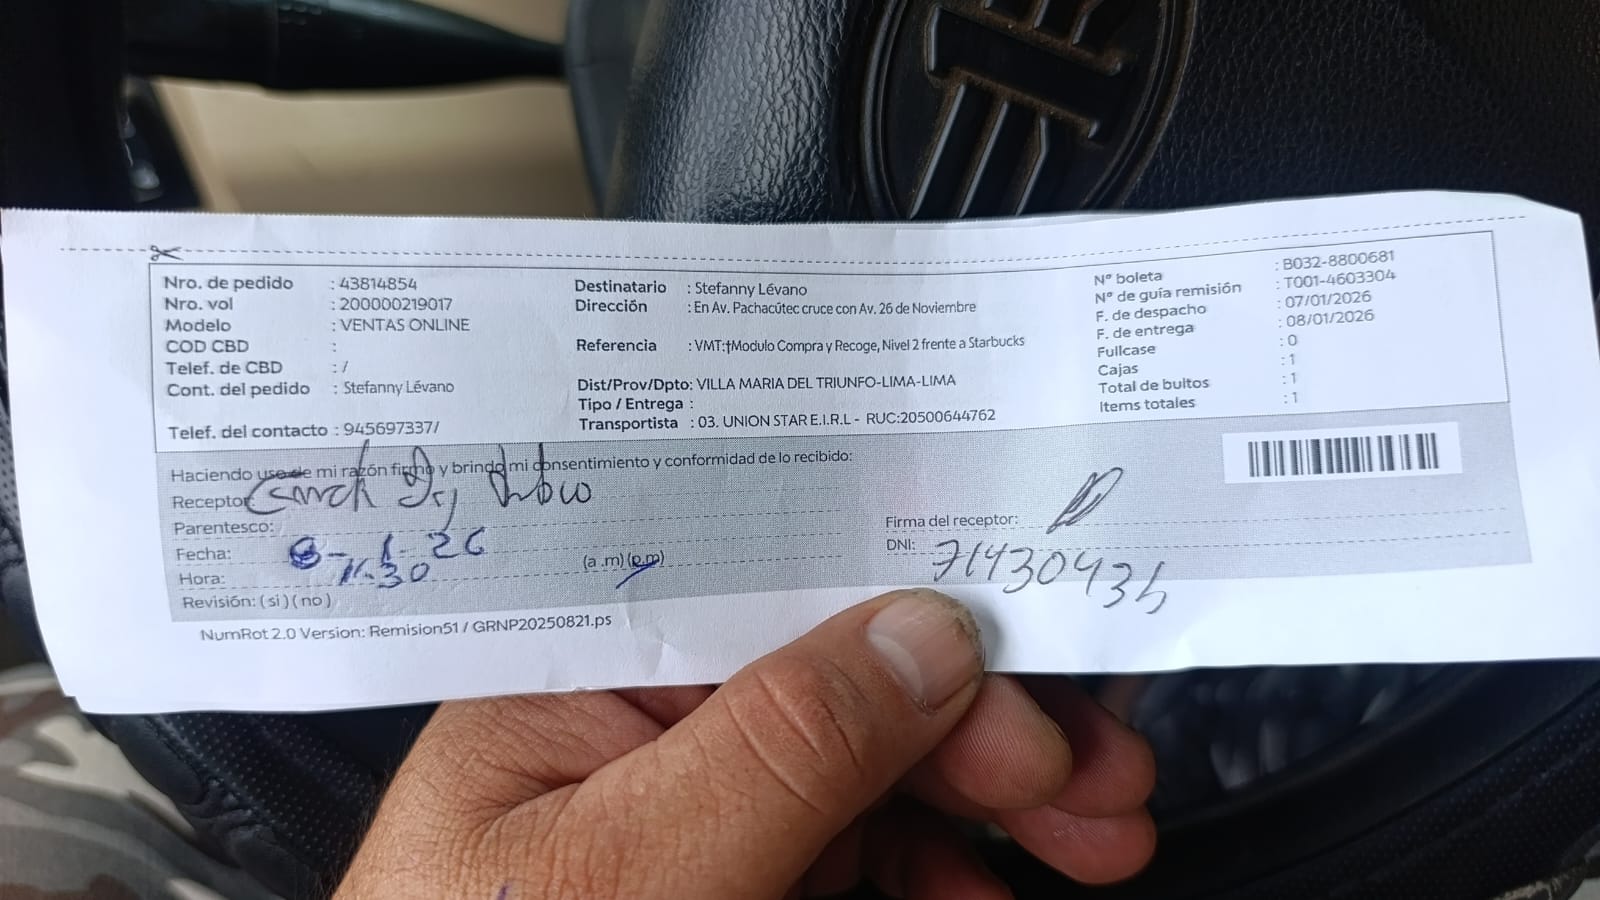 Nro. de pedido : 43814854
Nro. vol : 200000219017
Modelo : VENTAS ONLINE
COD CBD :
Telef. de CBD : /
Cont. del pedido : Stefanny Lévano
Telef. del contacto : 945697337/
Destinatario : Stefanny Lévano
Dirección : En Av. Pachacútec cruce con Av. 26 de Noviembre
Referencia : VMT:†Modulo Compra y Recoge, Nivel 2 frente a Starbucks
Dist/Prov/Dpto: VILLA MARIA DEL TRIUNFO-LIMA-LIMA
Tipo / Entrega :
Transportista : 03. UNION STAR E.I.R.L - RUC:20500644762
N° boleta : B032-8800681
N° de guía remisión : T001-4603304
F. de despacho : 07/01/2026
F. de entrega : 08/01/2026
Fullcase : 0
Cajas : 1
Total de bultos : 1
Items totales : 1
Haciendo uso de mi razón firmo y brindo mi consentimiento y conformidad de lo recibido:
Receptor:
Parentesco:
Fecha: 8-1-26
Hora: 11:30 (a.m)(p.m)
Revisión: (si)(no)
Firma del receptor:
DNI:
NumRot 2.0 Version: Remision51 / GRNP20250821.ps